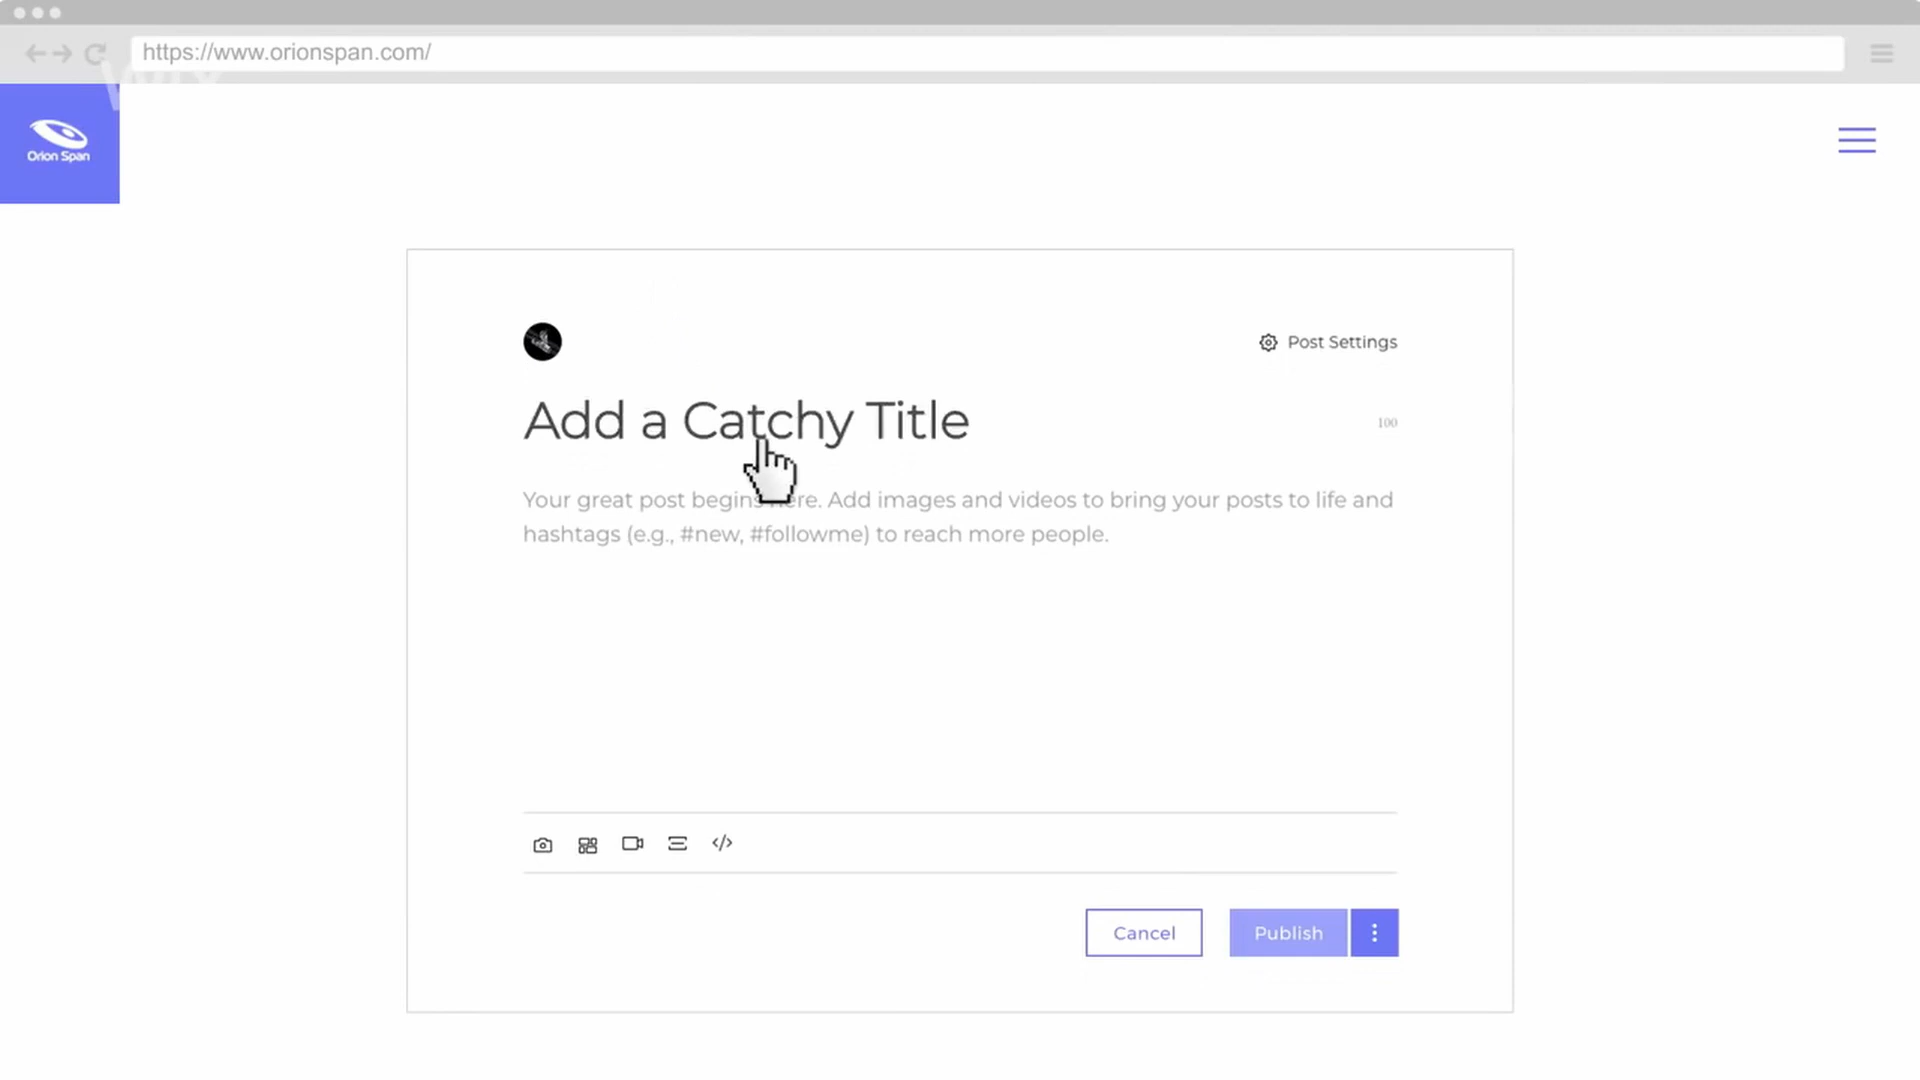 https://www.orionspan.com/
Orion Span
Post Settings
Add a Catchy Title
100
Your great post begins here. Add images and videos to bring your posts to life and
hashtags (e.g., #new, #followme) to reach more people.
Cancel
Publish